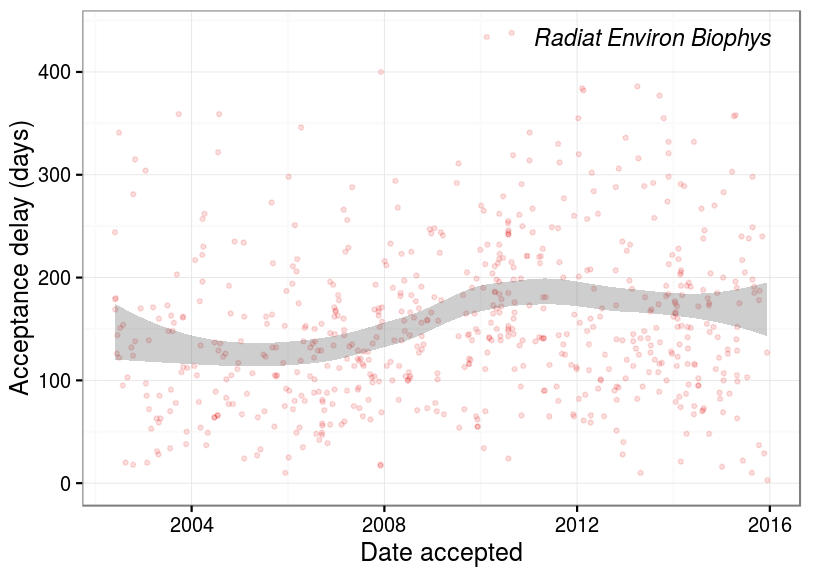 Radiat Environ Biophys
Acceptance delay (days)
400
300
200
100
0
2004 2008 2012 2016
Date accepted